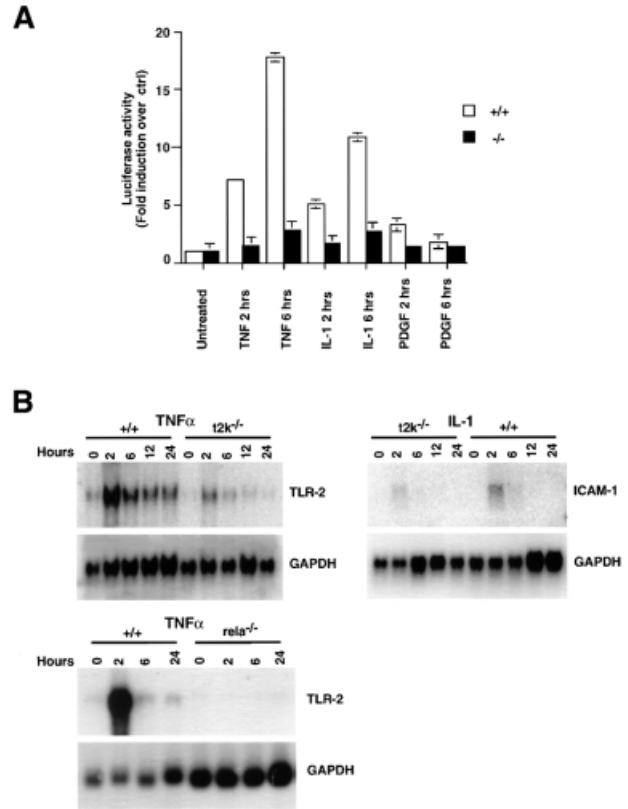 A
20
15
10
5
0
Luciferase activity
(Fold induction over ctrl)
+/+
-/-
Untreated
TNF 2 hrs
TNF 6 hrs
IL-1 2 hrs
IL-1 6 hrs
PDGF 2 hrs
PDGF 6 hrs
B
TNFα
+/+ t2k-/-
Hours 0 2 6 12 24 0 2 6 12 24
TLR-2
GAPDH
IL-1
t2k-/- +/+
0 2 6 12 24 0 2 6 12 24
ICAM-1
GAPDH
TNFα
+/+ rela-/-
Hours 0 2 6 24 0 2 6 24
TLR-2
GAPDH